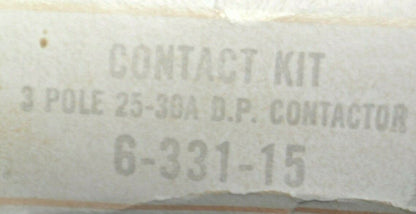 CONTACT KIT
3 POLE 25-30A D.P. CONTACTOR
6-331-15